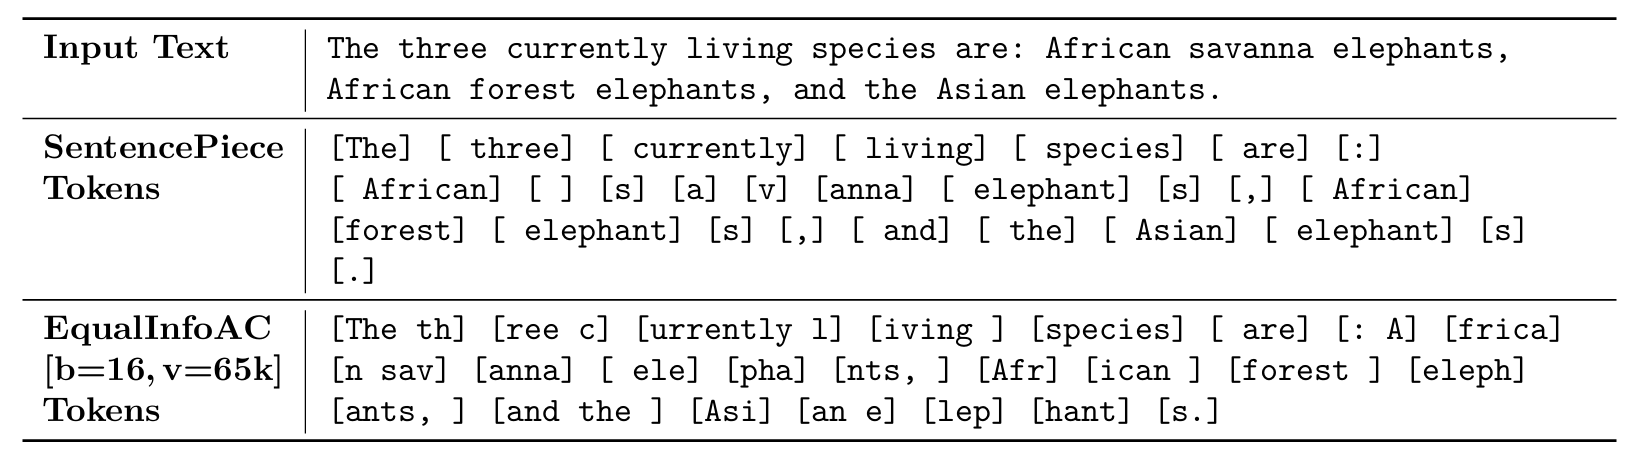 Input Text The three currently living species are: African savanna elephants,
African forest elephants, and the Asian elephants.
SentencePiece [The] [ three] [ currently] [ living] [ species] [ are] [:]
Tokens [ African] [ ] [s] [a] [v] [anna] [ elephant] [s] [,] [ African]
[forest] [ elephant] [s] [,] [ and] [ the] [ Asian] [ elephant] [s]
[.]
EqualInfoAC [The th] [ree c] [urrently l] [iving ] [species] [ are] [: A] [frica]
[b=16, v=65k] [n sav] [anna] [ ele] [pha] [nts, ] [Afr] [ican ] [forest ] [eleph]
Tokens [ants, ] [and the ] [Asi] [an e] [lep] [hant] [s.]